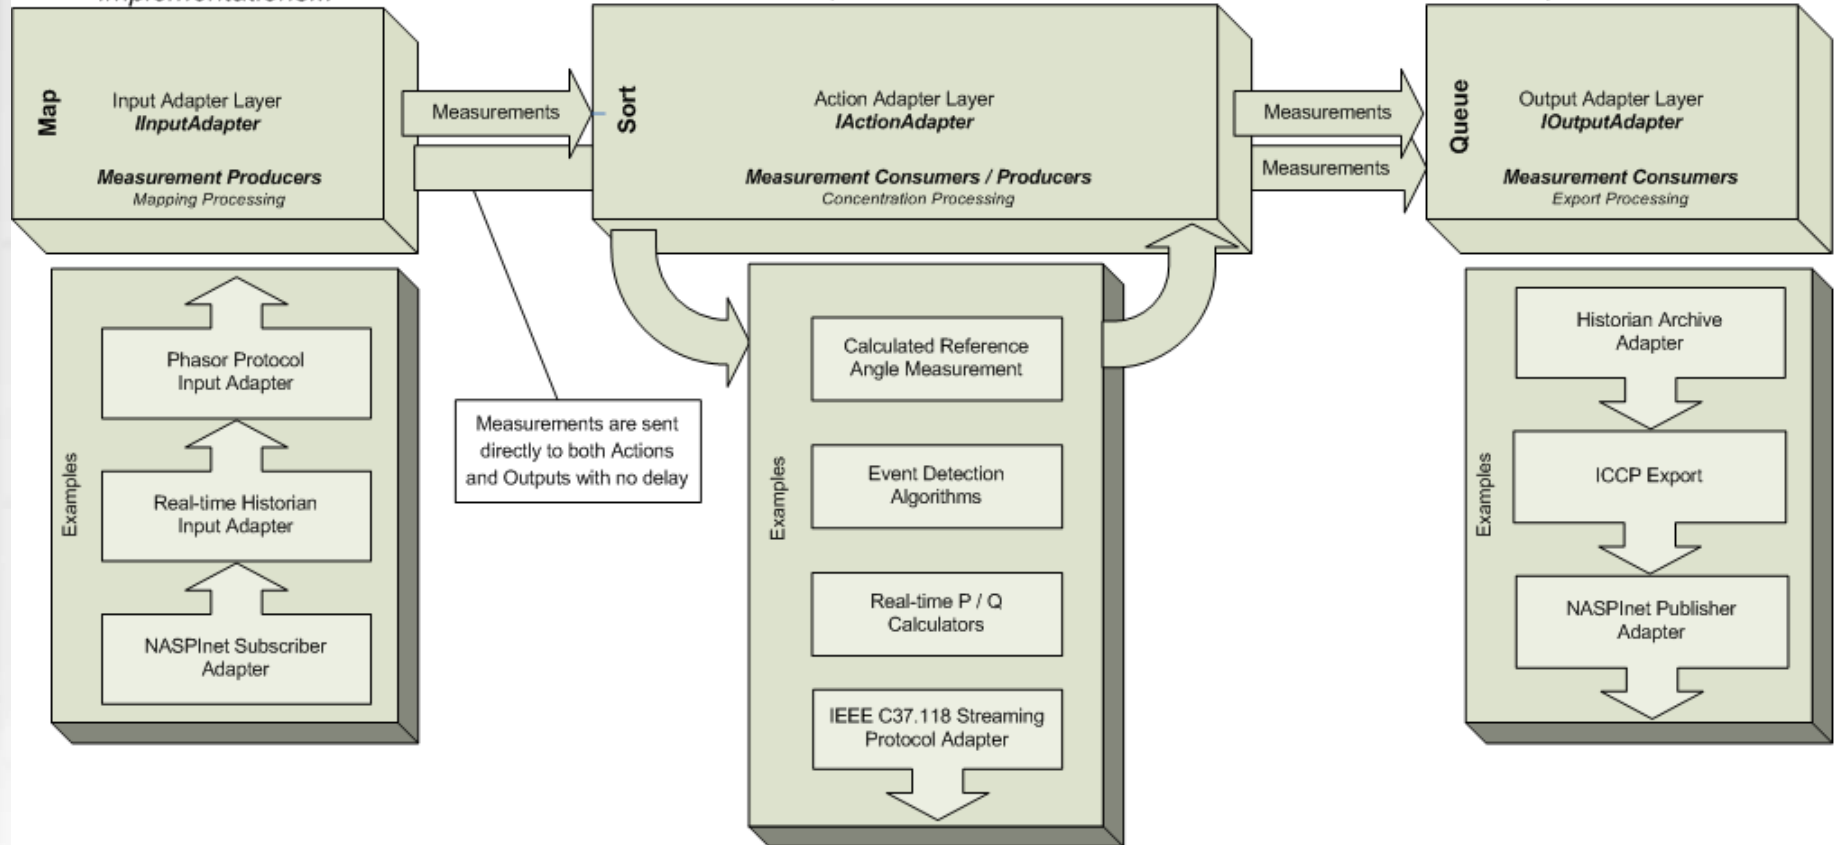 Implementations...
Map
Input Adapter Layer
IInputAdapter
Measurement Producers
Mapping Processing
Measurements
Sort
Action Adapter Layer
IActionAdapter
Measurement Consumers / Producers
Concentration Processing
Measurements
Measurements
Queue
Output Adapter Layer
IOutputAdapter
Measurement Consumers
Export Processing
Examples
Phasor Protocol
Input Adapter
Real-time Historian
Input Adapter
NASPInet Subscriber
Adapter
Measurements are sent
directly to both Actions
and Outputs with no delay
Examples
Calculated Reference
Angle Measurement
Event Detection
Algorithms
Real-time P / Q
Calculators
IEEE C37.118 Streaming
Protocol Adapter
Examples
Historian Archive
Adapter
ICCP Export
NASPInet Publisher
Adapter